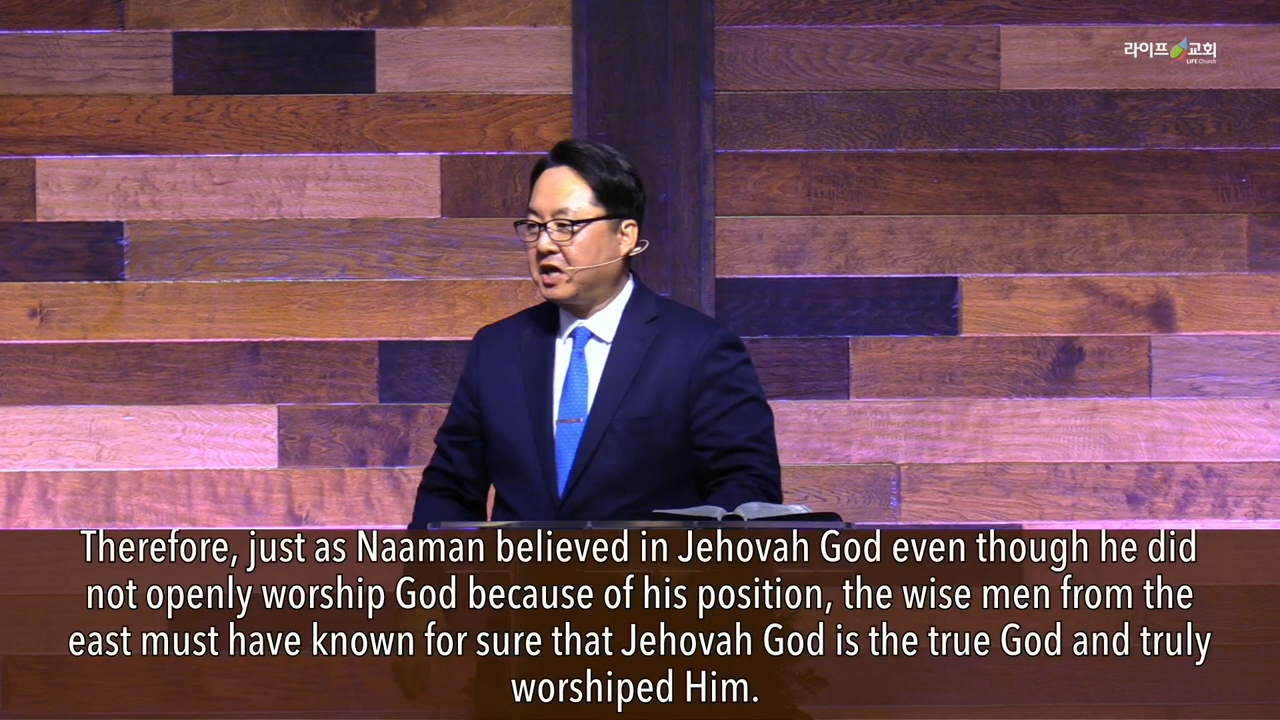 라이프 교회
LIFE Church
Therefore, just as Naaman believed in Jehovah God even though he did
not openly worship God because of his position, the wise men from the
east must have known for sure that Jehovah God is the true God and truly
worshiped Him.